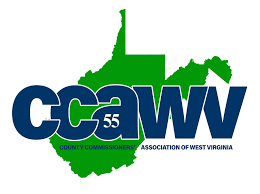 ccawv
55
COUNTY COMMISSIONERS' ASSOCIATION OF WEST VIRGINIA